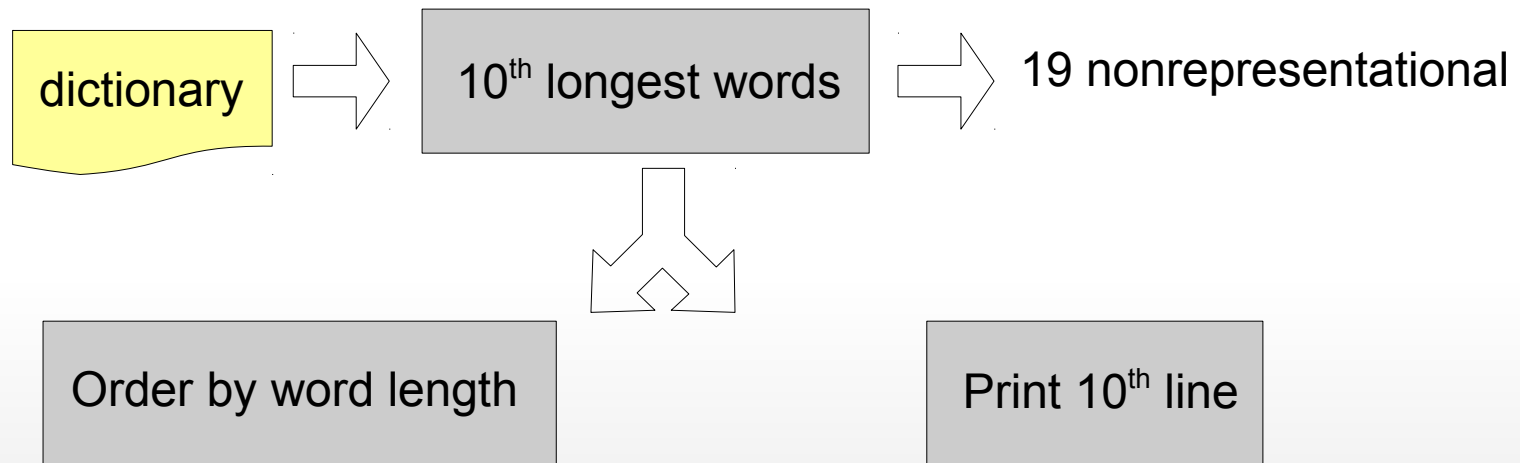 dictionary
10th longest words
19 nonrepresentational
Order by word length
Print 10th line